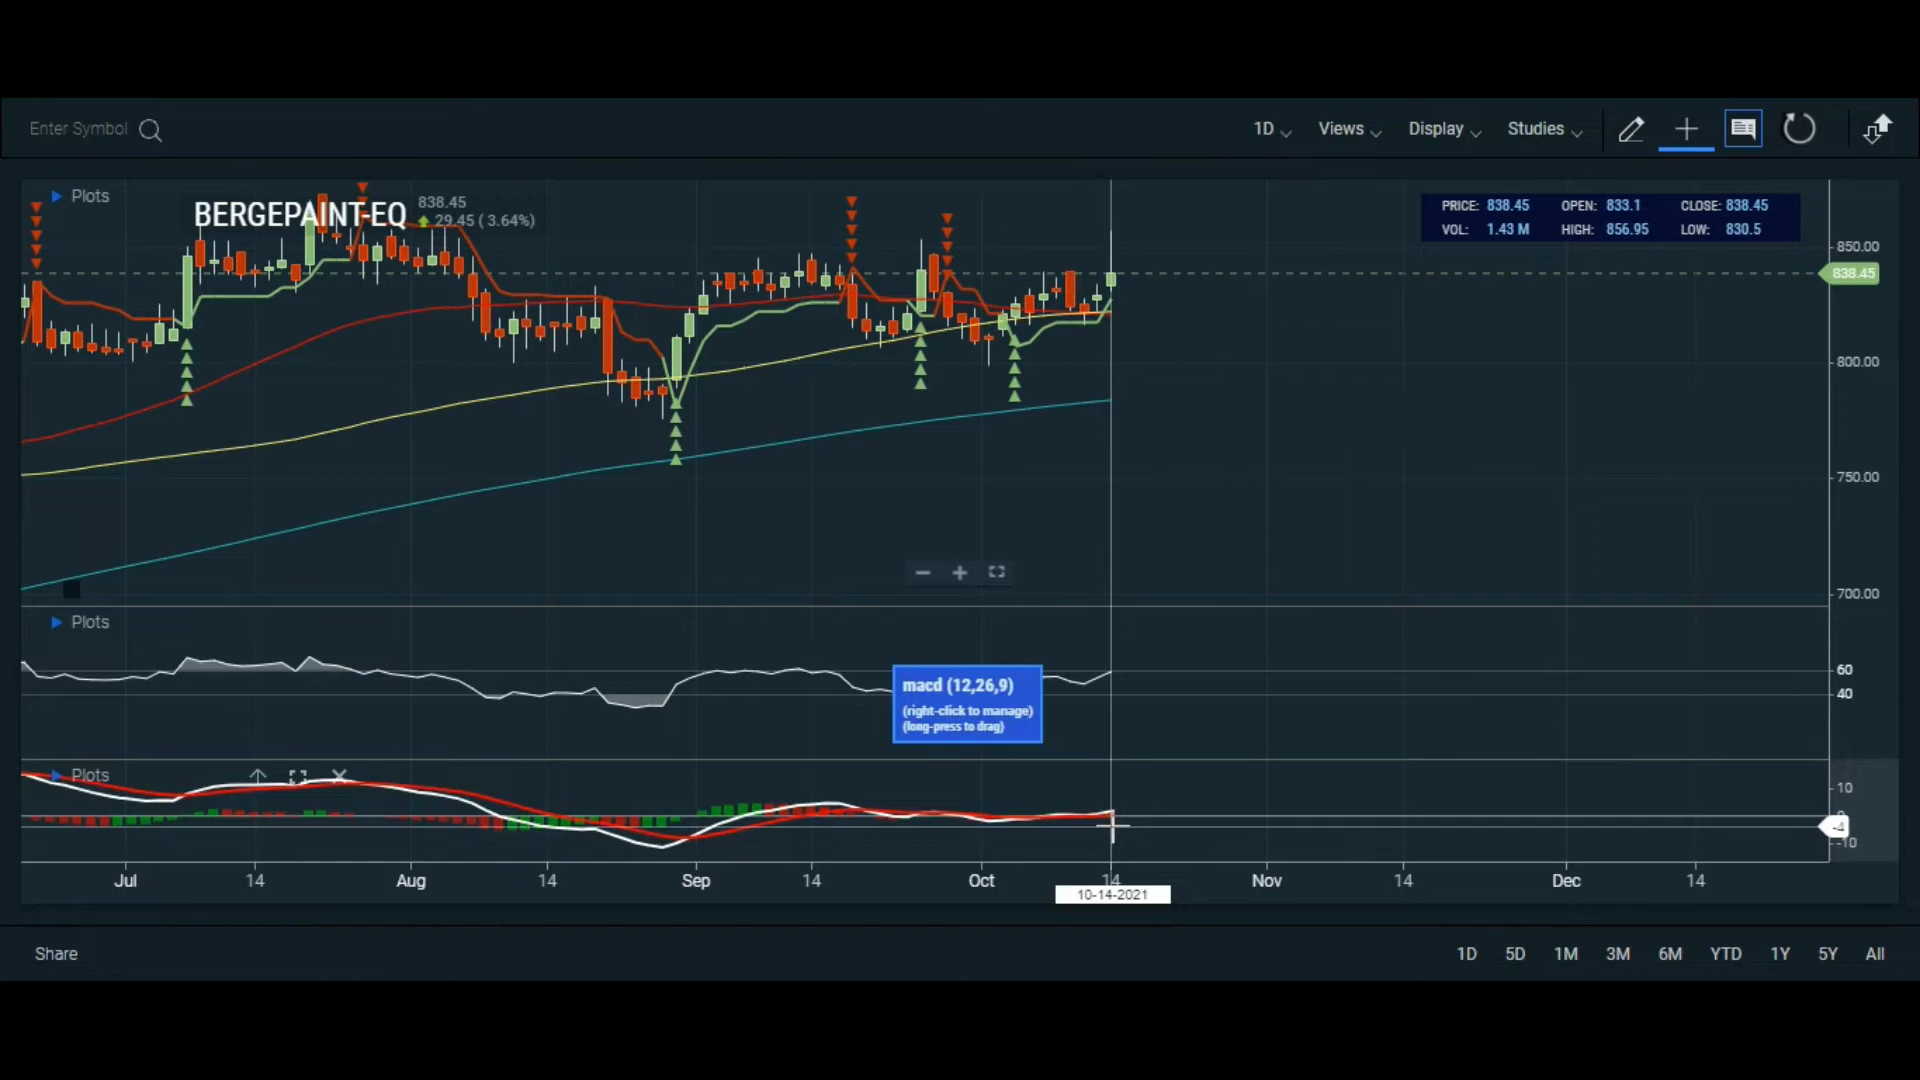 Enter Symbol
1D Views Display Studies
Plots
BERGEPAINT-EQ
838.45
29.45 ( 3.64%)
PRICE: 838.45 OPEN: 833.1 CLOSE: 838.45
VOL: 1.43 M HIGH: 856.95 LOW: 830.5
850.00
838.45
800.00
750.00
700.00
Plots
60
40
macd (12,26,9)
(right-click to manage)
(long-press to drag)
Plots
10
0
-4
-10
Jul 14 Aug 14 Sep 14 Oct 14 Nov 14 Dec 14
10-14-2021
Share
1D 5D 1M 3M 6M YTD 1Y 5Y All